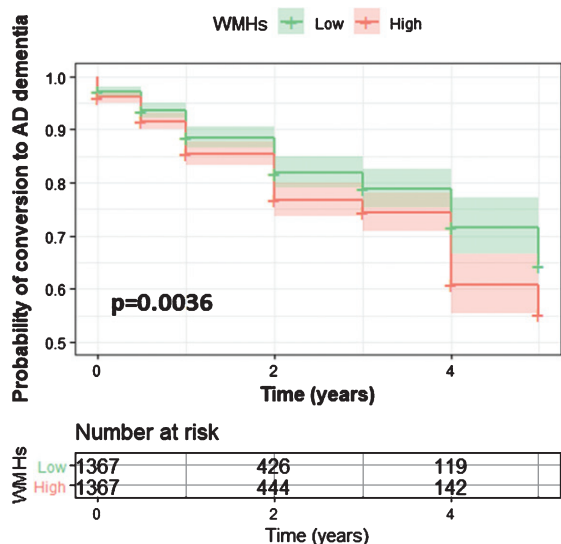 WMHs Low High
Probability of conversion to AD dementia
1.0
0.9
0.8
0.7
0.6
0.5
p=0.0036
0 2 4
Time (years)
Number at risk
WMHs
Low 1367 426 119
High 1367 444 142
0 2 4
Time (years)